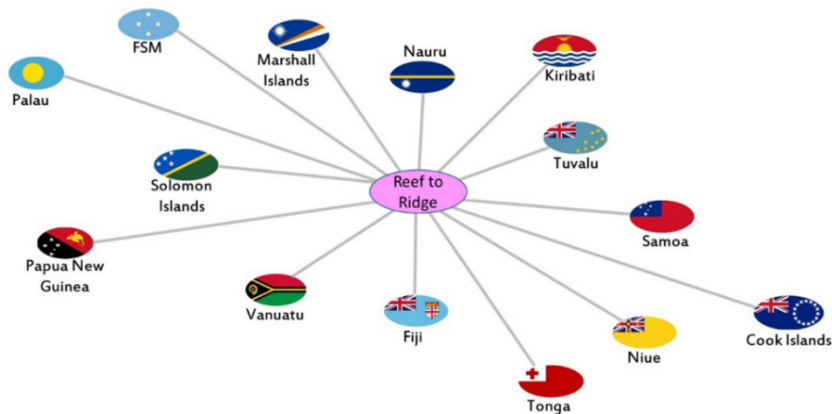 FSM
Marshall
Islands
Nauru
Kiribati
Palau
Tuvalu
Solomon
Islands
Reef to
Ridge
Samoa
Papua New
Guinea
Vanuatu
Fiji
Niue
Cook Islands
Tonga